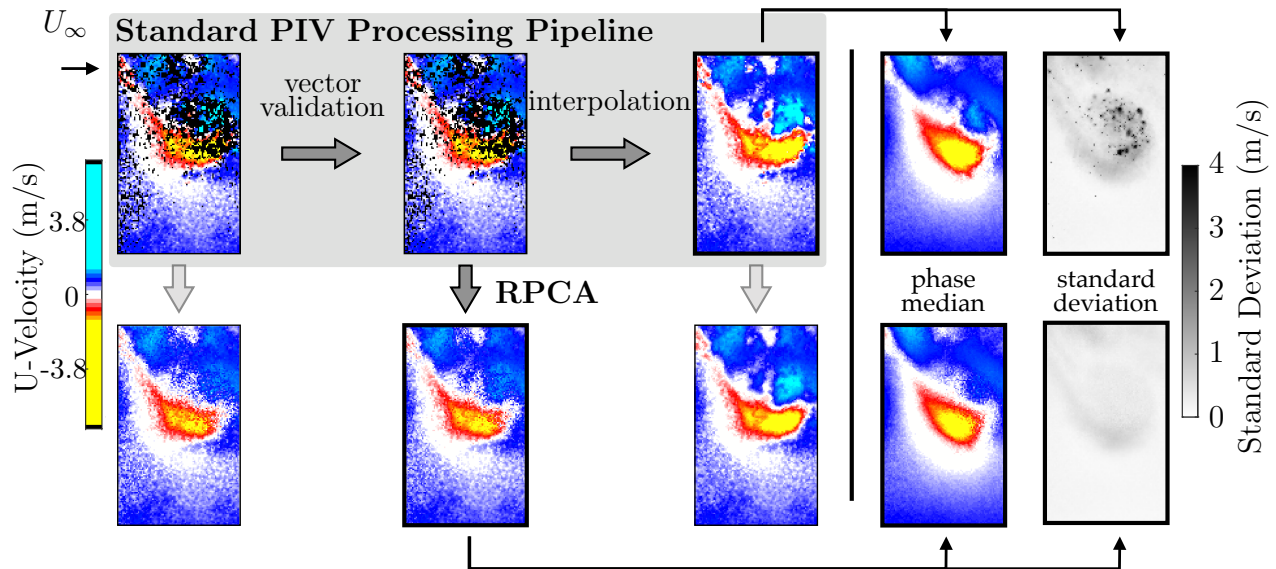 U∞
Standard PIV Processing Pipeline
vector
validation
interpolation
U-Velocity (m/s)
3.8
0
-3.8
RPCA
phase
median
standard
deviation
4
3
2
1
0
Standard Deviation (m/s)